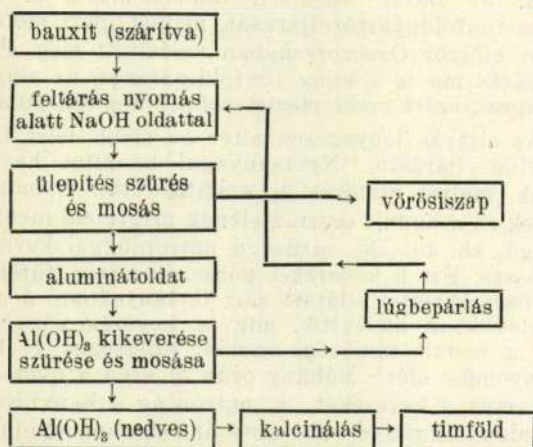 bauxit (szárítva)
feltárás nyomás
alatt NaOH oldattal
ülepítés szűrés
és mosás
vörösiszap
aluminátoldat
lúgbepárlás
Al(OH)₃ kikeverése
szűrése és mosása
Al(OH)₃ (nedves)
kalcinálás
timföld